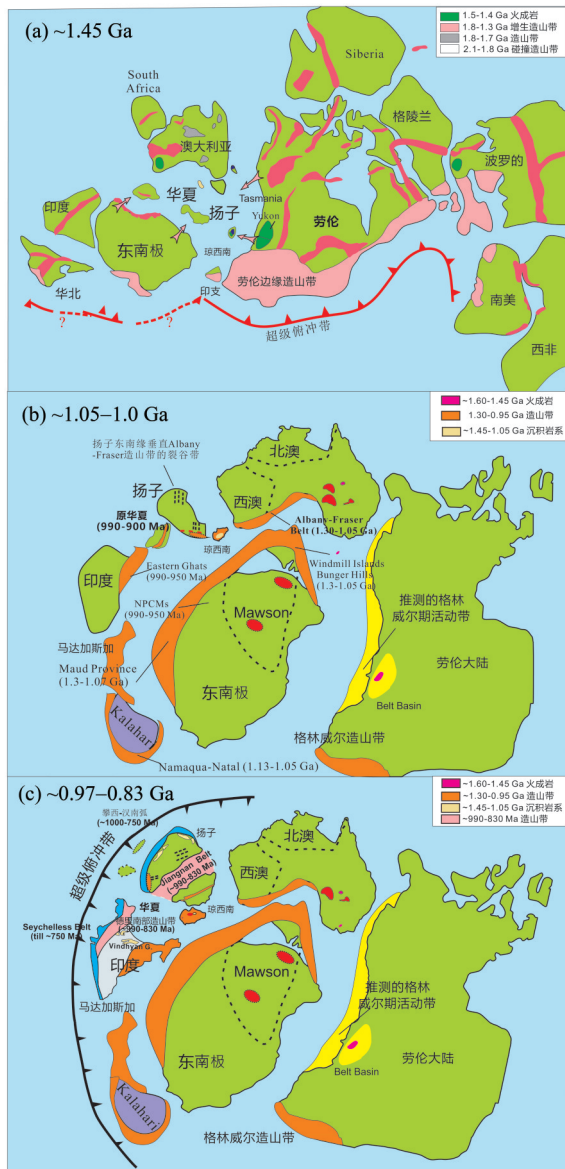 (a) ~1.45 Ga
1.5-1.4 Ga 火成岩
1.8-1.3 Ga 增生造山带
1.8-1.7 Ga 造山带
2.1-1.8 Ga 碰撞造山带
Siberia
South
Africa
澳大利亚
格陵兰
波罗的
华夏
Tasmania
印度
扬子
Yukon
劳伦
东南极
琼西南
华北
印支
劳伦边缘造山带
南美
?
?
超级俯冲带
西非
(b) ~1.05–1.0 Ga
~1.60-1.45 Ga 火成岩
1.30-0.95 Ga 造山带
~1.45-1.05 Ga 沉积岩系
扬子东南缘垂直Albany
-Fraser造山带的裂谷带
北澳
扬子
西澳
原华夏
(990-900 Ma)
Albany-Fraser
Belt (1.30-1.05 Ga)
琼西南
Eastern Ghats
(990-950 Ma)
Windmill Islands
Bunger Hills
(1.3-1.05 Ga)
印度
NPCMs
(990-950 Ma)
Mawson
推测的格林
威尔期活动带
马达加斯加
劳伦大陆
Maud Province
(1.3-1.07 Ga)
东南极
Belt Basin
Kalahari
格林威尔造山带
Namaqua-Natal (1.13-1.05 Ga)
(c) ~0.97–0.83 Ga
~1.60-1.45 Ga 火成岩
~1.30-0.95 Ga 造山带
~1.45-1.05 Ga 沉积岩系
~990-830 Ma 造山带
攀西-汉南弧
(~1000-750 Ma)
扬子
北澳
超级俯冲带
Jiangnan Belt
(~990-830 Ma)
西澳
华夏
琼西南
德里南部造山带
(~990-830 Ma)
Seychelless Belt
(till ~750 Ma)
Vindhyan G.
印度
Mawson
推测的格林
威尔期活动带
马达加斯加
东南极
劳伦大陆
Belt Basin
Kalahari
格林威尔造山带